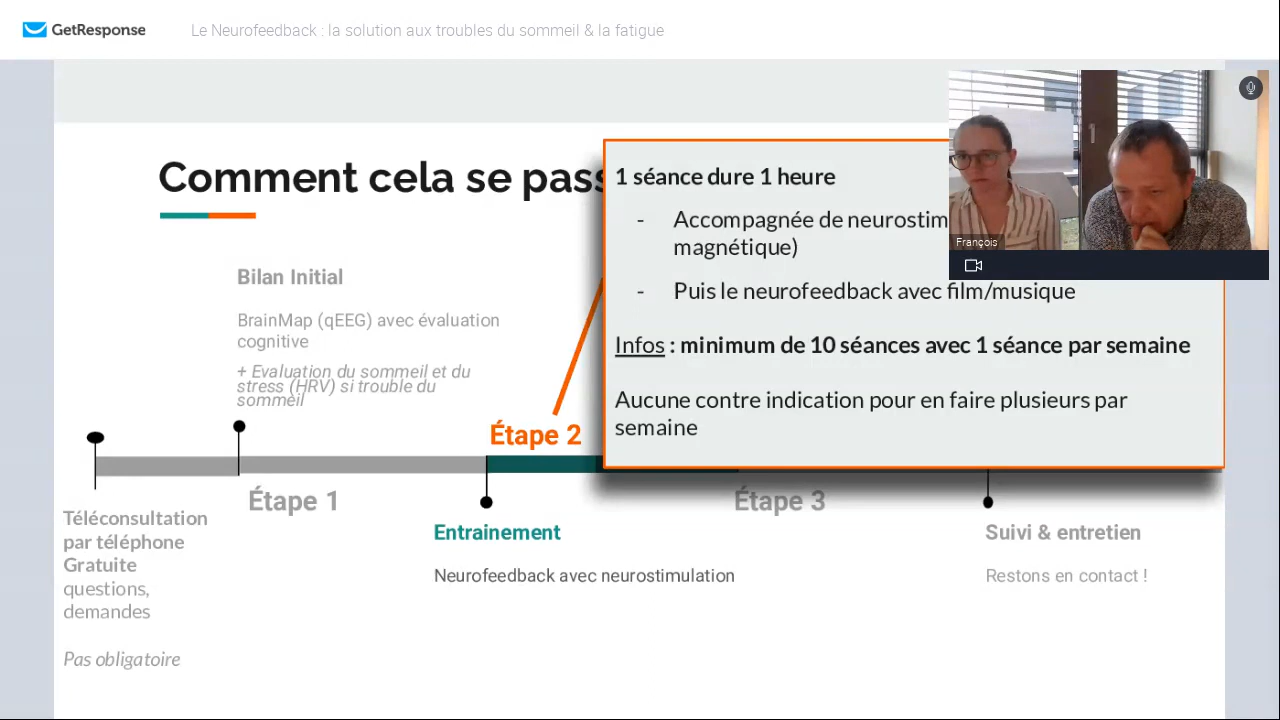 GetResponse
Le Neurofeedback : la solution aux troubles du sommeil & la fatigue
François
Comment cela se pass
1 séance dure 1 heure
- Accompagnée de neurostim
magnétique)
- Puis le neurofeedback avec film/musique
Infos : minimum de 10 séances avec 1 séance par semaine
Aucune contre indication pour en faire plusieurs par
semaine
Bilan Initial
BrainMap (qEEG) avec évaluation
cognitive
+ Evaluation du sommeil et du
stress (HRV) si trouble du
sommeil
Étape 2
Étape 1
Étape 3
Téléconsultation
par téléphone
Gratuite
questions,
demandes
Pas obligatoire
Entrainement
Neurofeedback avec neurostimulation
Suivi & entretien
Restons en contact !